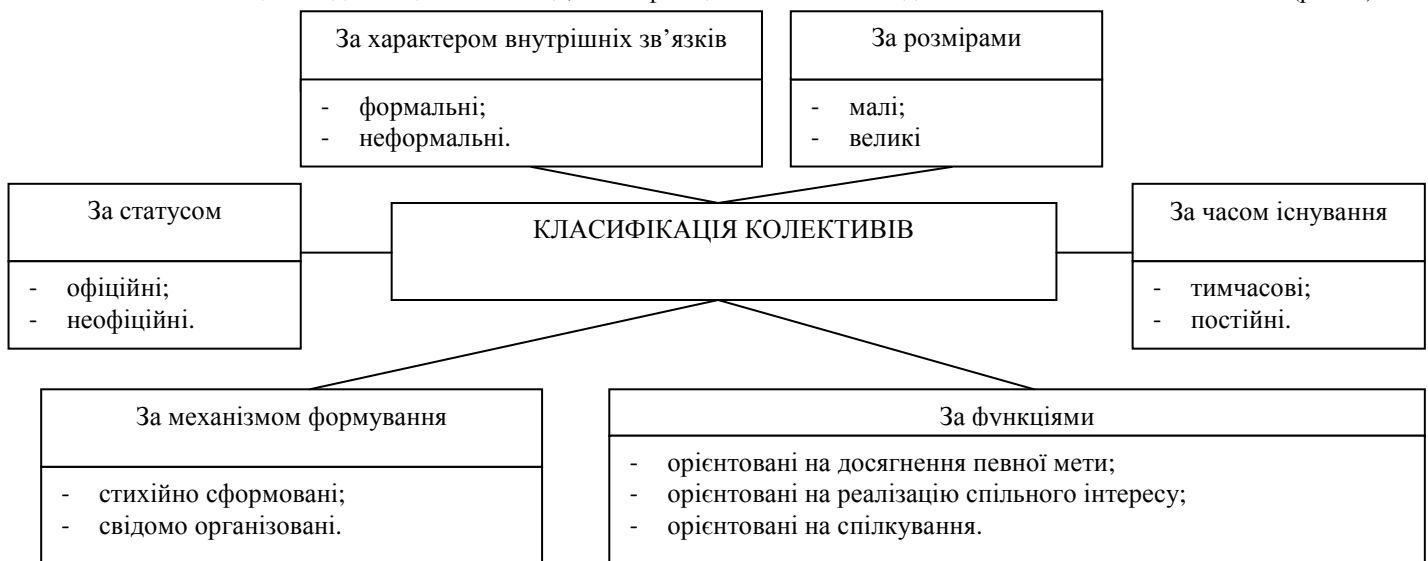 За характером внутрішніх зв’язків
- формальні;
- неформальні.
За розмірами
- малі;
- великі
За статусом
- офіційні;
- неофіційні.
КЛАСИФІКАЦІЯ КОЛЕКТИВІВ
За часом існування
- тимчасові;
- постійні.
За механізмом формування
- стихійно сформовані;
- свідомо організовані.
За функціями
- орієнтовані на досягнення певної мети;
- орієнтовані на реалізацію спільного інтересу;
- орієнтовані на спілкування.